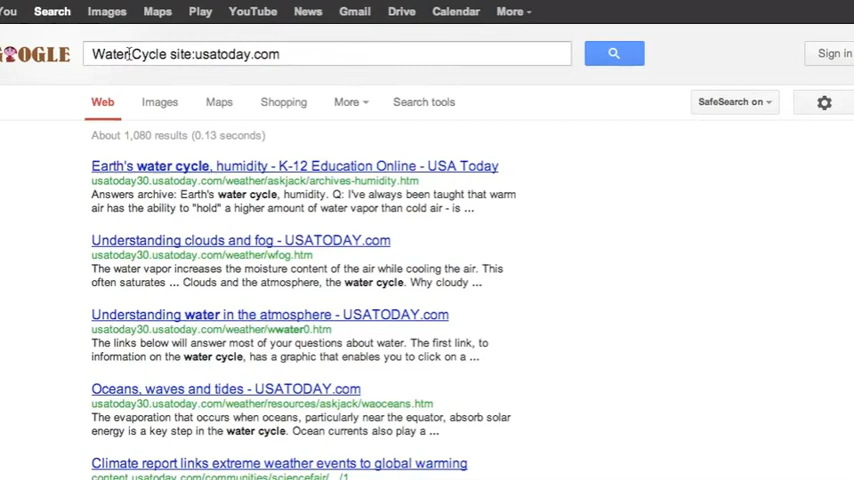 You Search Images Maps Play YouTube News Gmail Drive Calendar More
GOOGLE Water Cycle site:usatoday.com Sign in
Web Images Maps Shopping More Search tools SafeSearch on
About 1,080 results (0.13 seconds)
Earth's water cycle, humidity - K-12 Education Online - USA Today
usatoday30.usatoday.com/weather/askjack/archives-humidity.htm
Answers archive: Earth's water cycle, humidity. Q: I've always been taught that warm
air has the ability to "hold" a higher amount of water vapor than cold air - is ...
Understanding clouds and fog - USATODAY.com
usatoday30.usatoday.com/weather/wfog.htm
The water vapor increases the moisture content of the air while cooling the air. This
often saturates ... Clouds and the atmosphere, the water cycle. Why cloudy ...
Understanding water in the atmosphere - USATODAY.com
usatoday30.usatoday.com/weather/wwater0.htm
The links below will answer most of your questions about water. The first link, to
information on the water cycle, has a graphic that enables you to click on a ...
Oceans, waves and tides - USATODAY.com
usatoday30.usatoday.com/weather/resources/askjack/waoceans.htm
The evaporation that occurs when oceans, particularly near the equator, absorb solar
energy is a key step in the water cycle. Ocean currents also play a ...
Climate report links extreme weather events to global warming
content.usatoday.com/communities/sciencefair/.../1